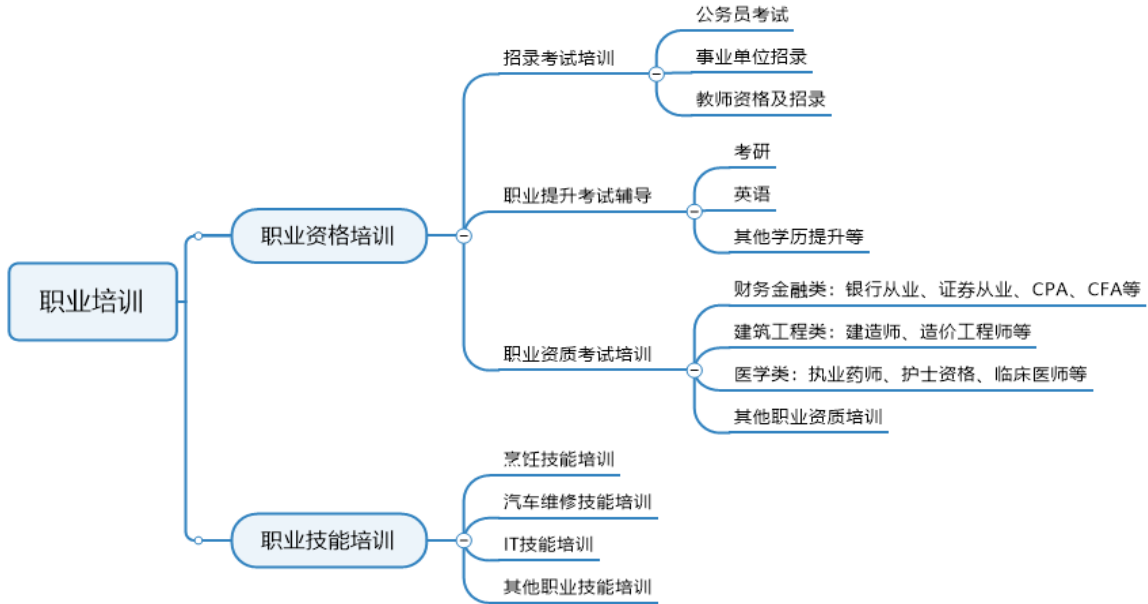 职业培训
职业资格培训
招录考试培训
公务员考试
事业单位招录
教师资格及招录
职业提升考试辅导
考研
英语
其他学历提升等
职业资质考试培训
财务金融类：银行从业、证券从业、CPA、CFA等
建筑工程类：建造师、造价工程师等
医学类：执业药师、护士资格、临床医师等
其他职业资质培训
职业技能培训
烹饪技能培训
汽车维修技能培训
IT技能培训
其他职业技能培训